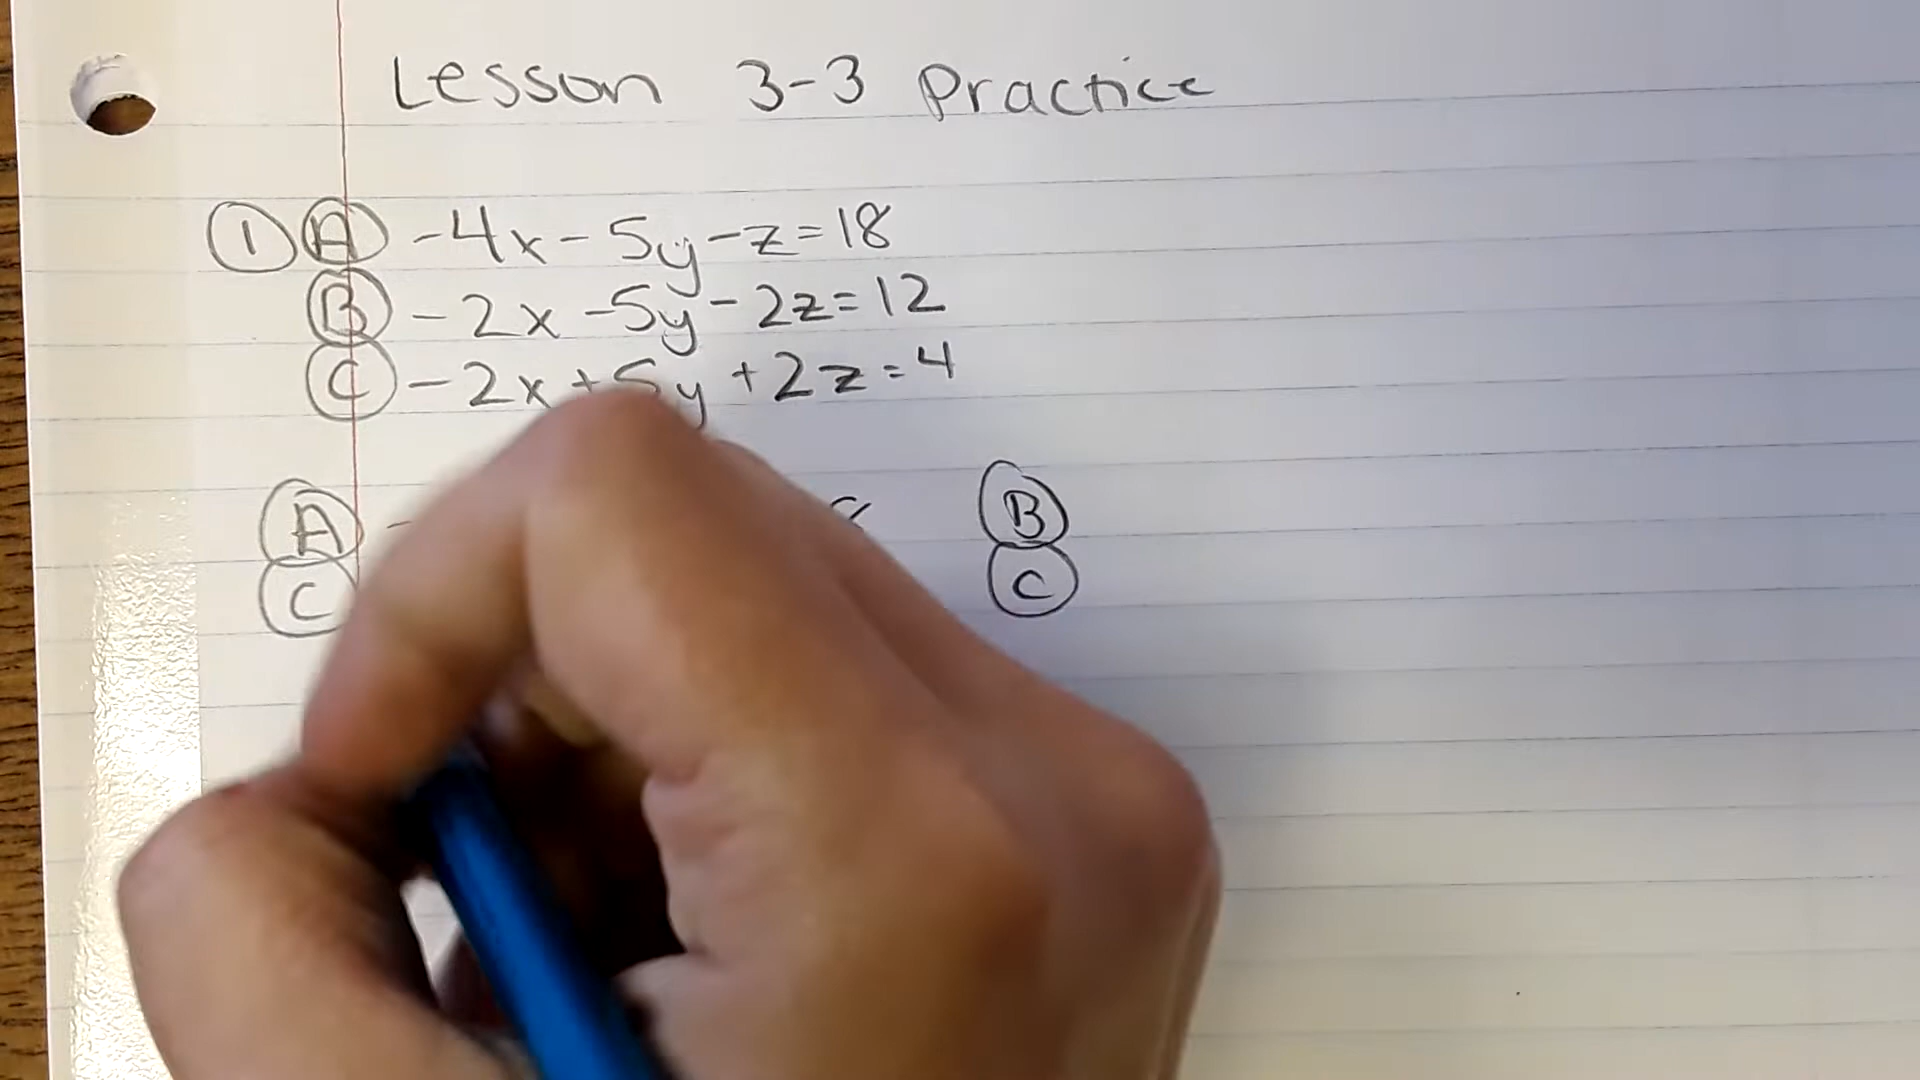 Lesson 3-3 Practice
1 A -4x-5y-z=18
B -2x-5y-2z=12
C -2x+5y+2z=4
A - B
C C